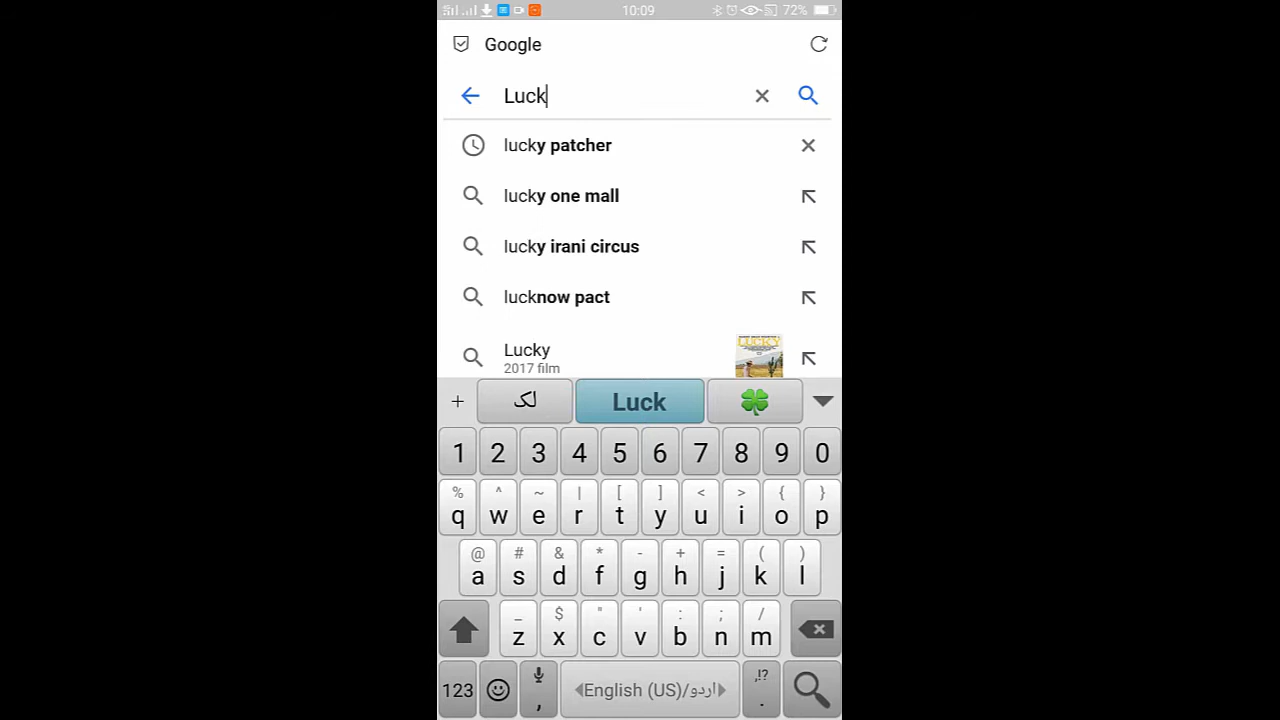 10:09
72%
Google
Luck
lucky patcher
lucky one mall
lucky irani circus
lucknow pact
Lucky
2017 film
LUCKY
+ لک Luck
1 2 3 4 5 6 7 8 9 0
% ^ ~ | [ ] < > { }
q w e r t y u i o p
@ # & * - + = ( )
a s d f g h j k l
_ $ " ' : ; /
z x c v b n m
,!?
123 , English (US)/اردو .